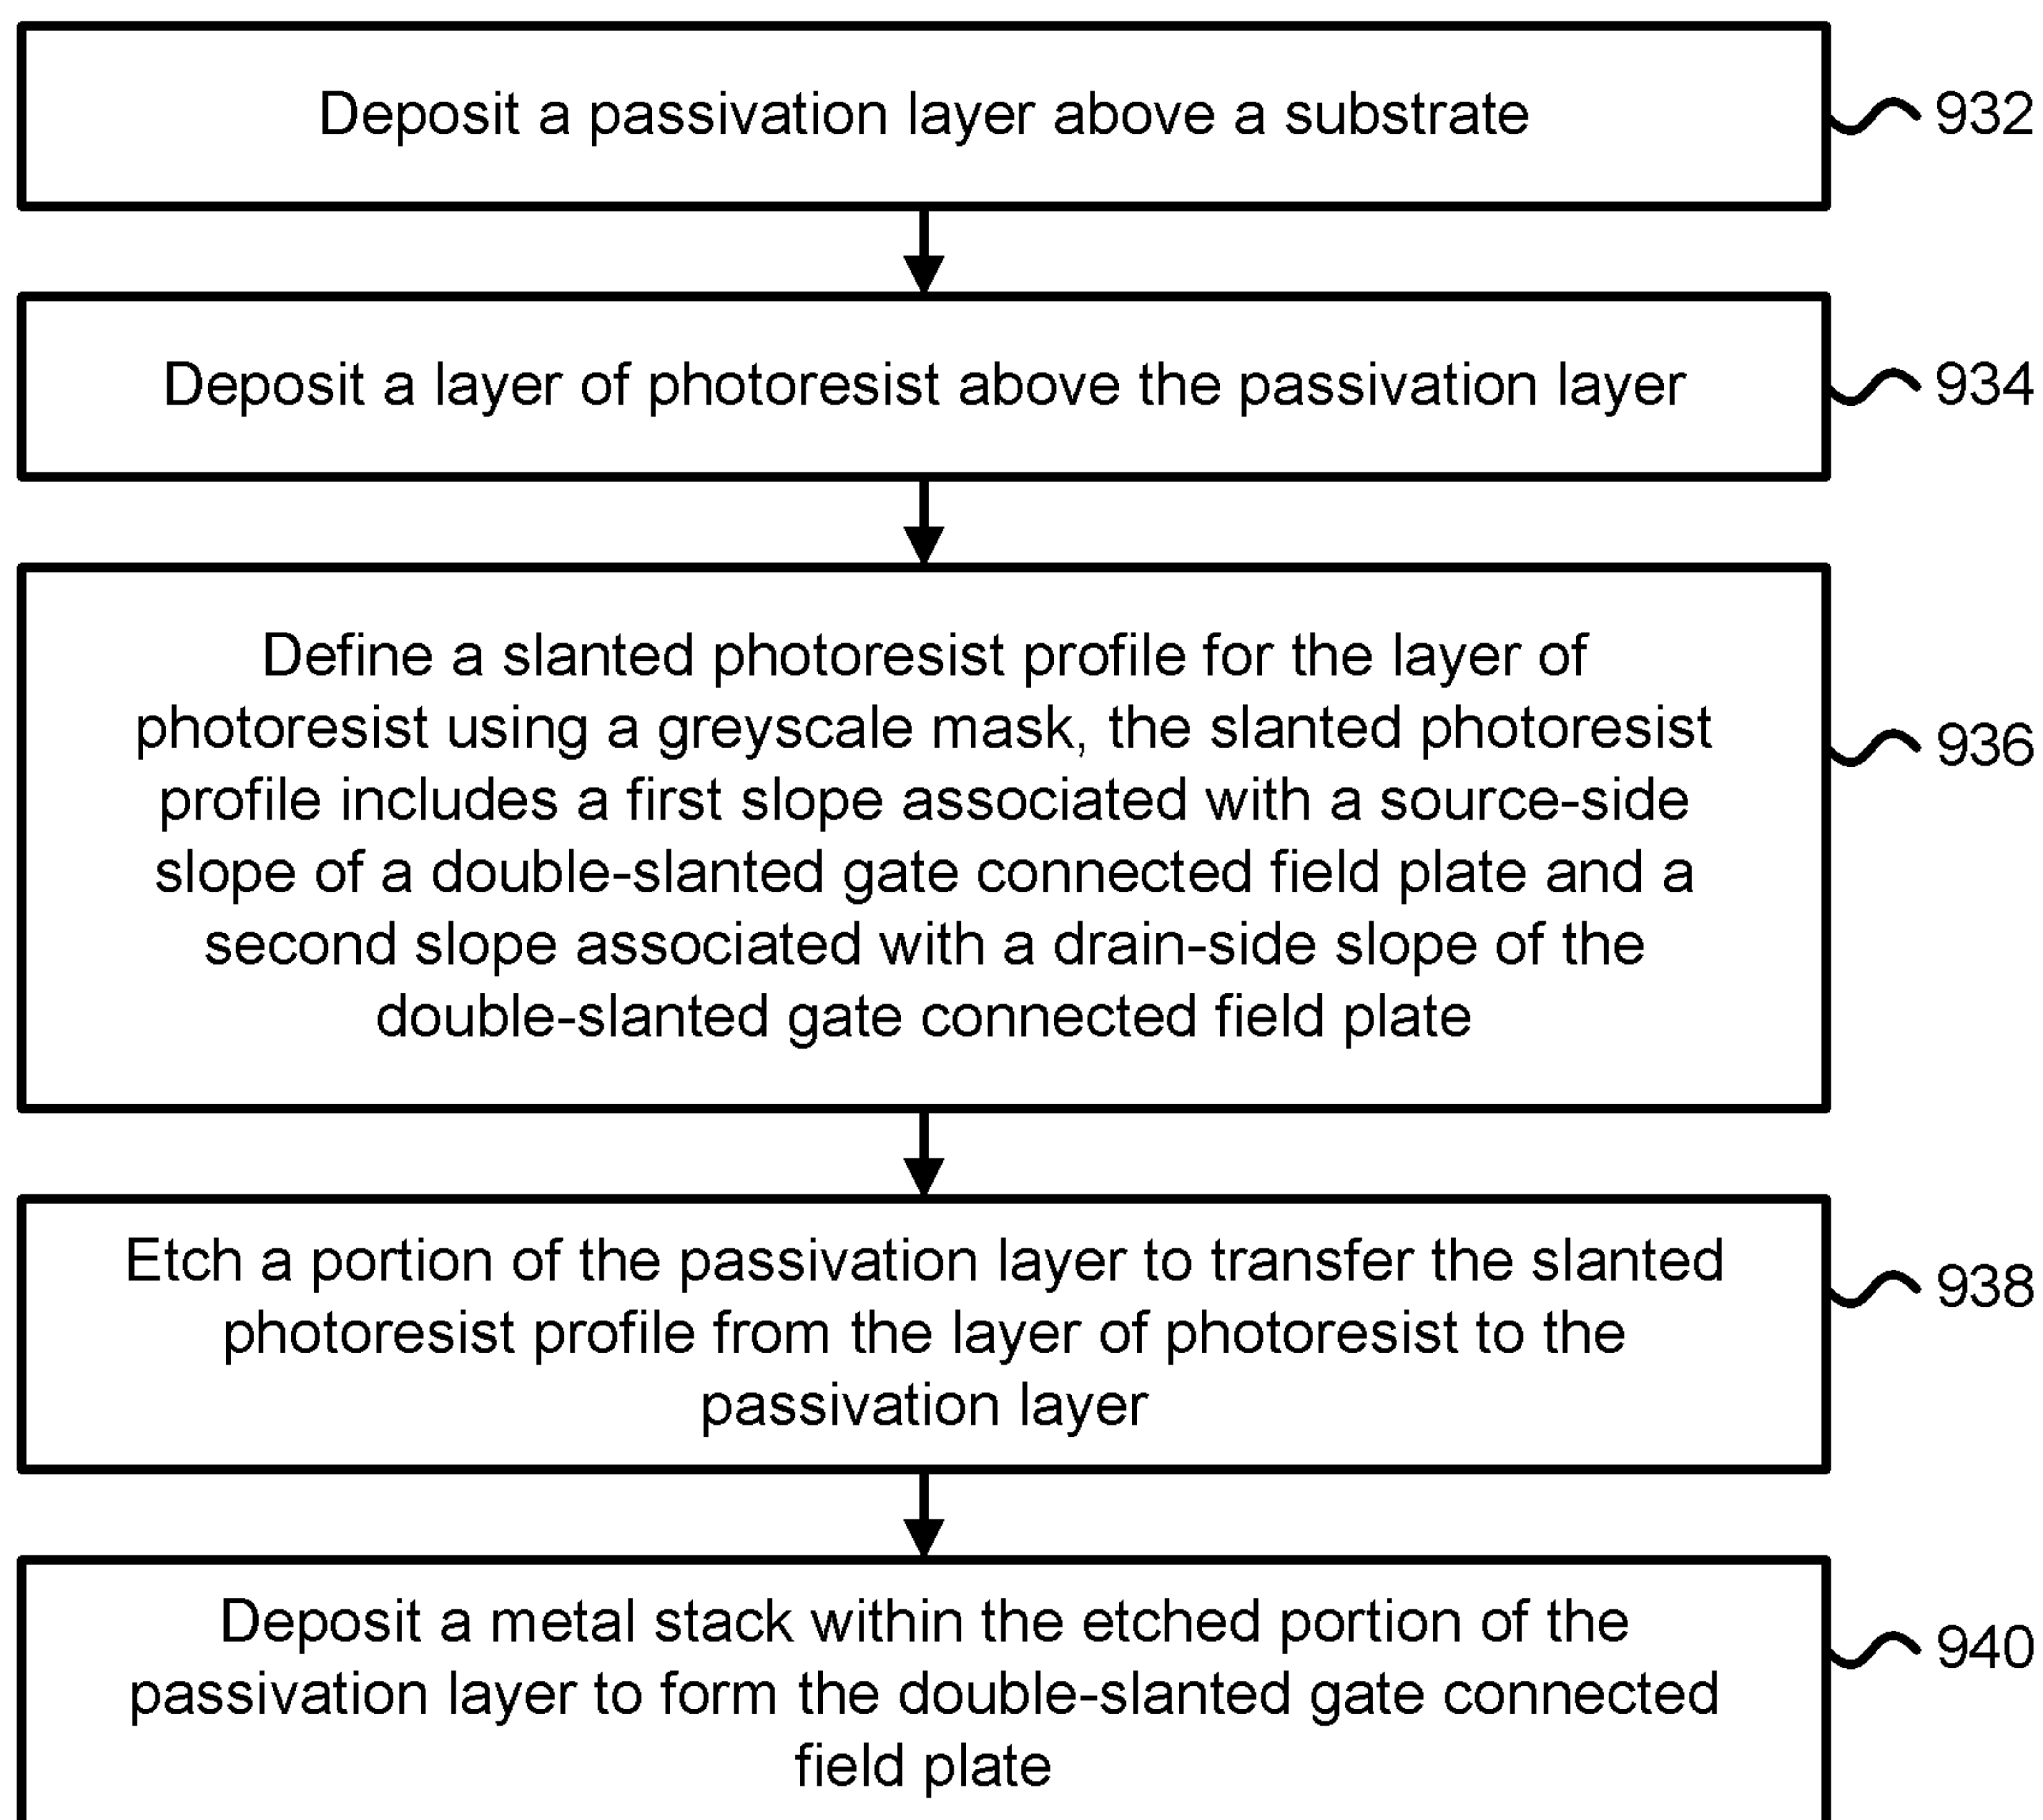 Deposit a passivation layer above a substrate
932
Deposit a layer of photoresist above the passivation layer
934
Define a slanted photoresist profile for the layer of
photoresist using a greyscale mask, the slanted photoresist
profile includes a first slope associated with a source-side
slope of a double-slanted gate connected field plate and a
second slope associated with a drain-side slope of the
double-slanted gate connected field plate
936
Etch a portion of the passivation layer to transfer the slanted
photoresist profile from the layer of photoresist to the
passivation layer
938
Deposit a metal stack within the etched portion of the
passivation layer to form the double-slanted gate connected
field plate
940